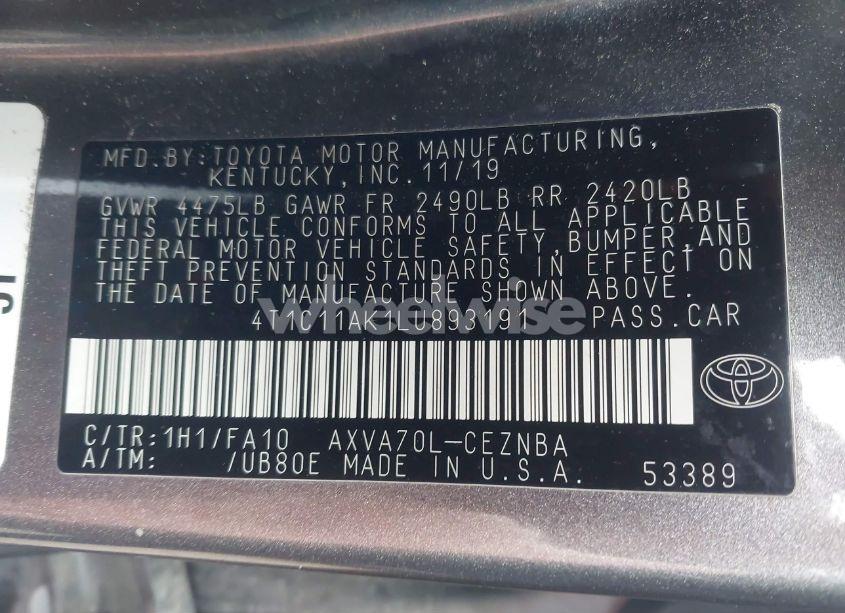 MFD.BY:TOYOTA MOTOR MANUFACTURING,
KENTUCKY,INC.11/19
GVWR 4475LB GAWR FR 2490LB RR 2420LB
THIS VEHICLE CONFORMS TO ALL APPLICABLE
FEDERAL MOTOR VEHICLE SAFETY,BUMPER,AND
THEFT PREVENTION STANDARDS IN EFFECT ON
THE DATE OF MANUFACTURE SHOWN ABOVE.
PASS.CAR
wheelwise
C/TR:1H1/FA10 AXVA70L-CEZNBA
A/TM: /UB80E MADE IN U.S.A. 53389